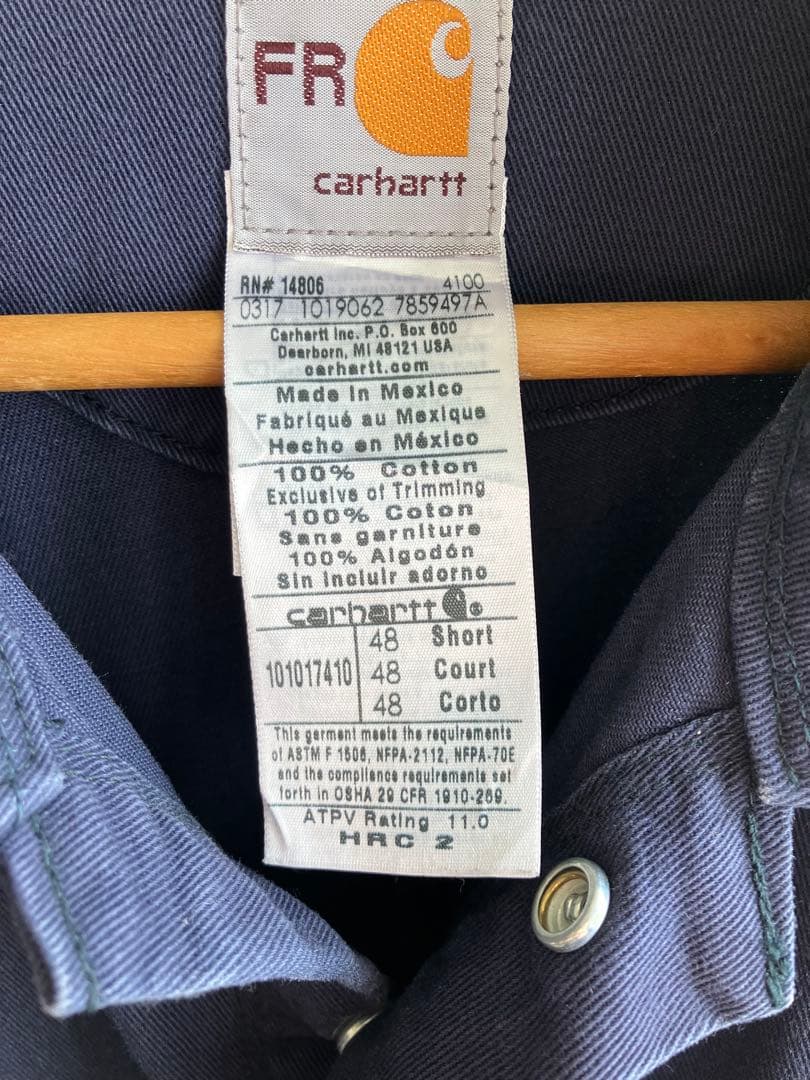 FR
carhartt
RN# 14806 4100
0317 1019062 7859497A
Carhartt Inc. P.O. Box 600
Dearborn, MI 48121 USA
carhartt.com
Made in Mexico
Fabriqué au Mexique
Hecho en México
100% Cotton
Exclusive of Trimming
100% Coton
Sans garniture
100% Algodón
Sin incluir adorno
carhartt ®
48 Short
101017410 48 Court
48 Corto
This garment meets the requirements
of ASTM F 1506, NFPA-2112, NFPA-70E
and the compliance requirements set
forth in OSHA 29 CFR 1910-269.
ATPV Rating 11.0
HRC 2